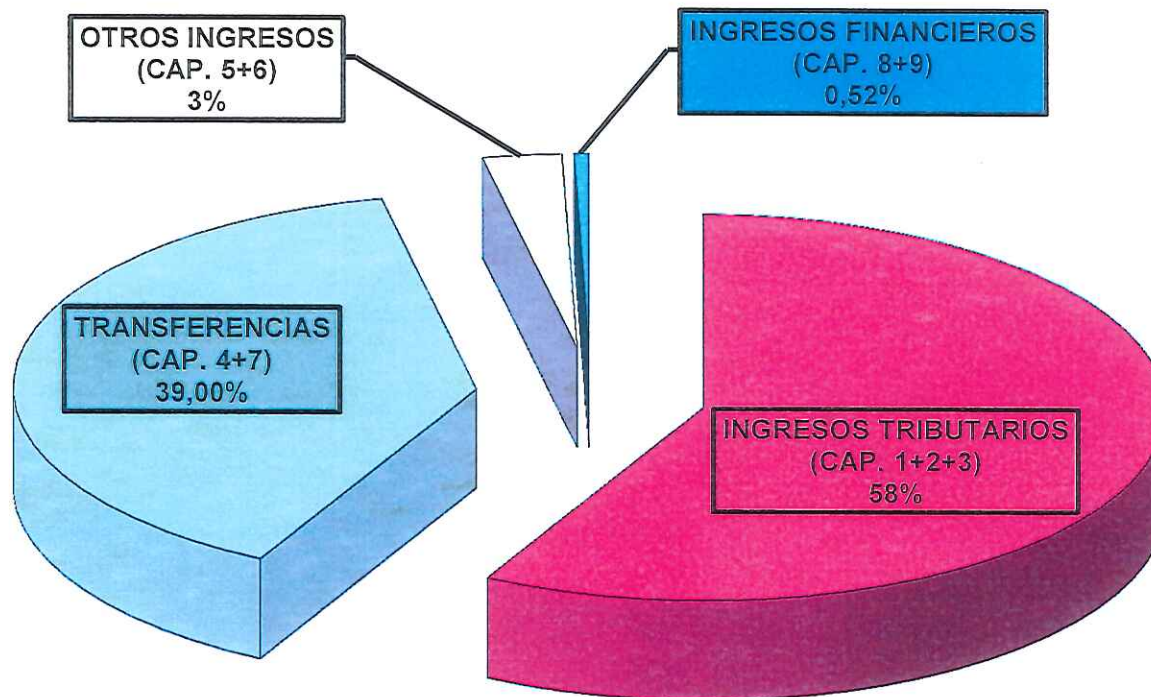 OTROS INGRESOS
(CAP. 5+6)
3%
INGRESOS FINANCIEROS
(CAP. 8+9)
0,52%
TRANSFERENCIAS
(CAP. 4+7)
39,00%
INGRESOS TRIBUTARIOS
(CAP. 1+2+3)
58%